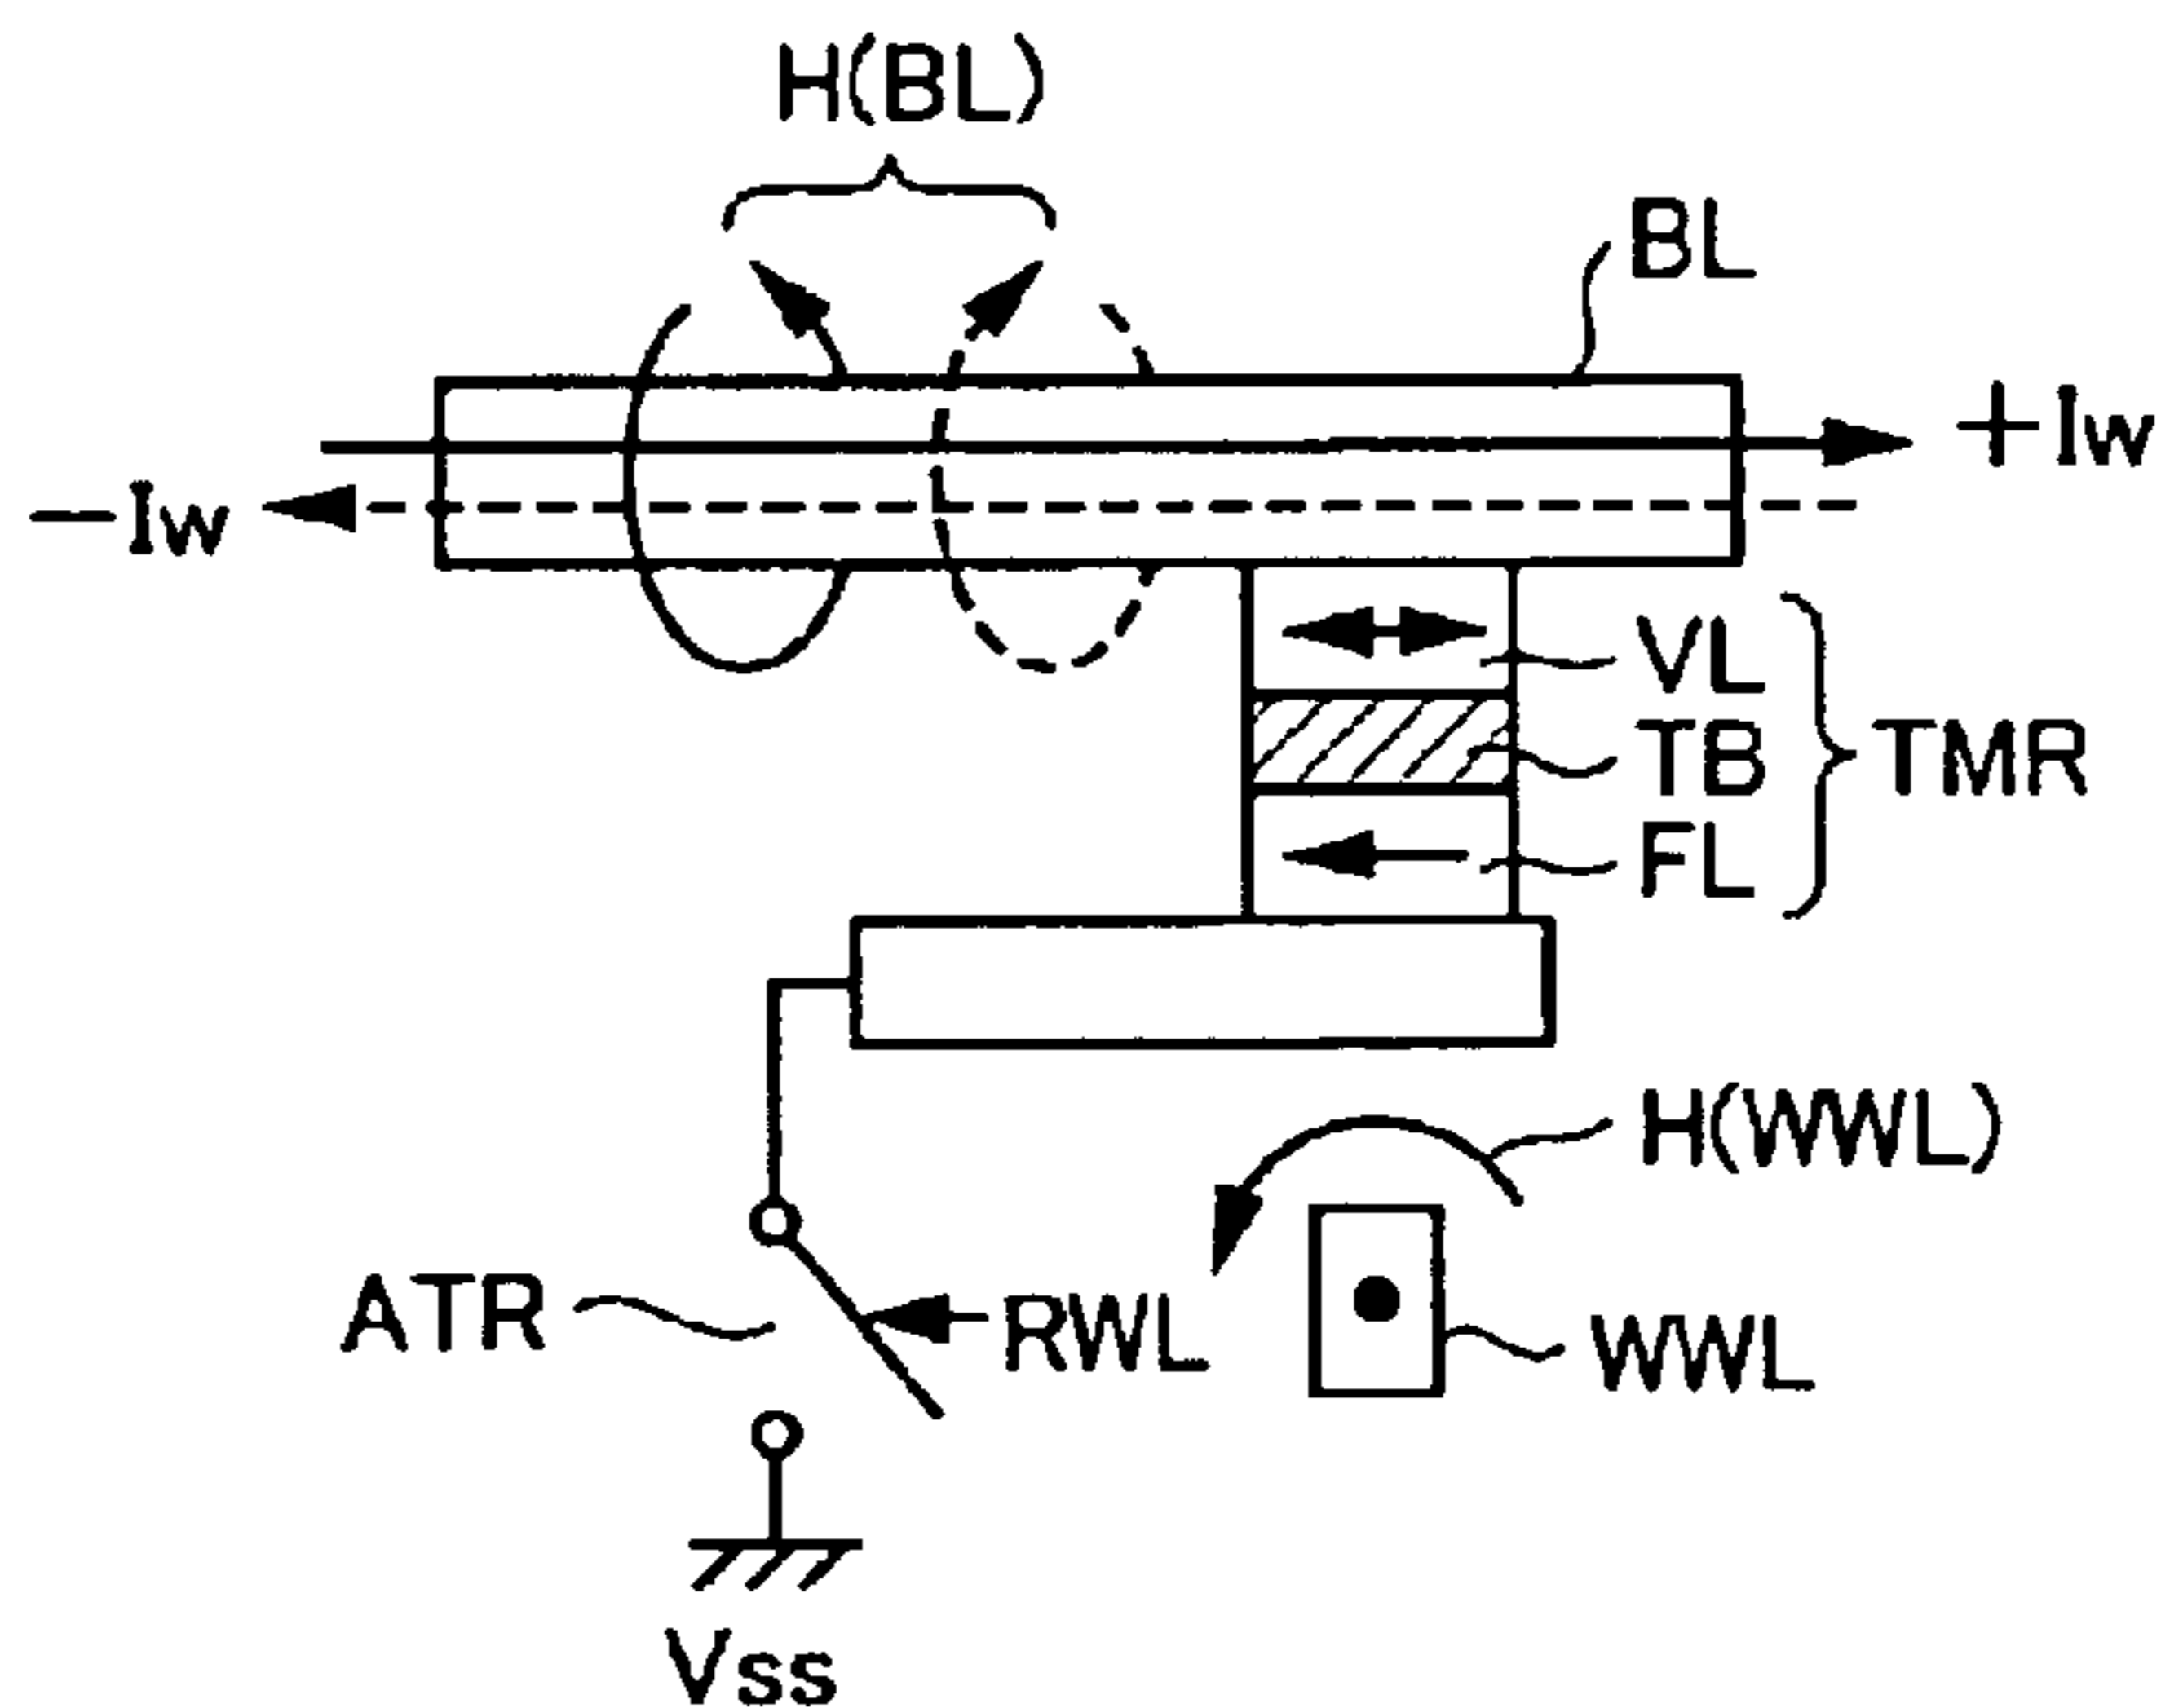 H(BL)
BL
+Iw
−Iw
VL
TB
TMR
FL
H(WWL)
ATR
RWL
WWL
Vss